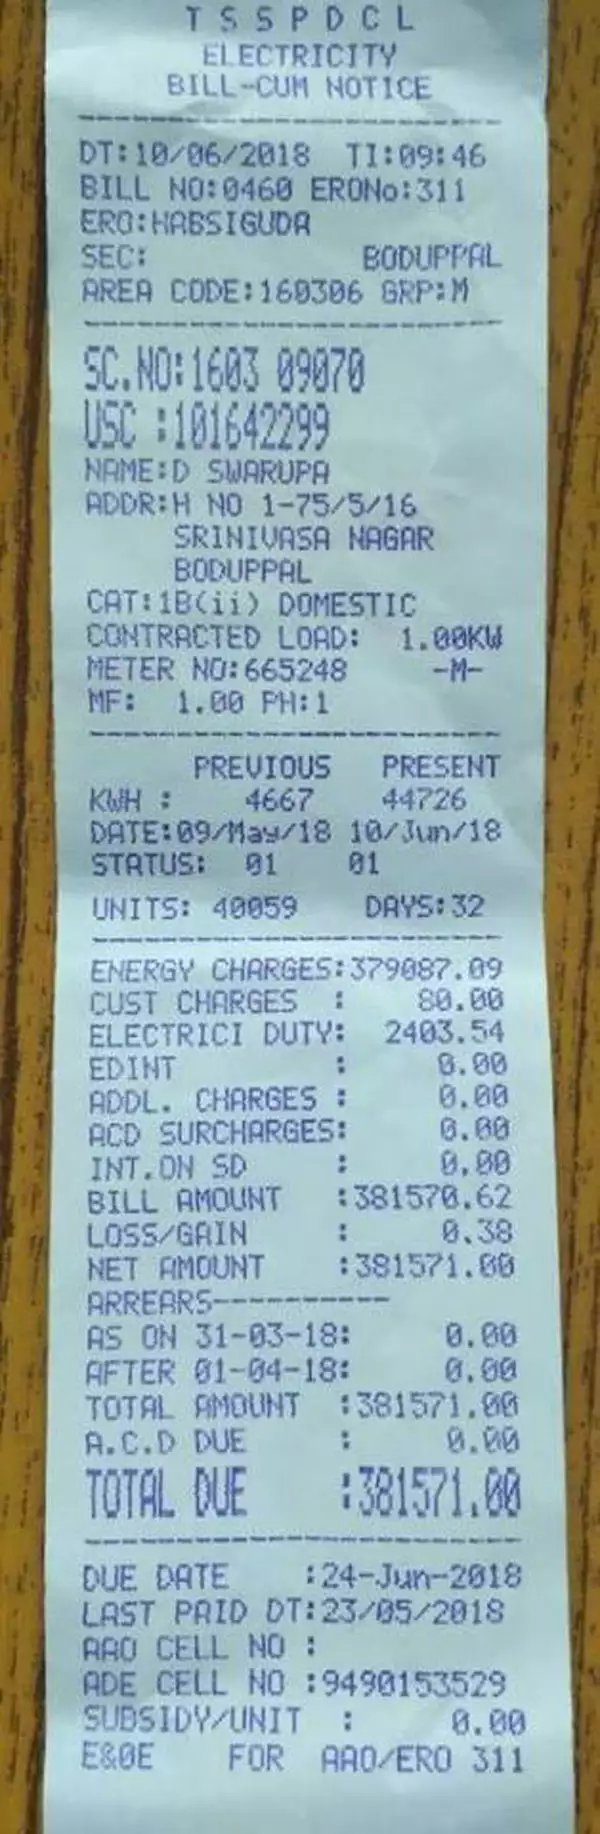 T S S P D C L
ELECTRICITY
BILL-CUM NOTICE
DT:10/06/2018 TI:09:46
BILL NO:0460 ERONo:311
ERO:HABSIGUDA
SEC: BODUPPAL
AREA CODE:160306 GRP:M
SC.NO:1603 09070
USC :101642299
NAME:D SWARUPA
ADDR:H NO 1-75/5/16
SRINIVASA NAGAR
BODUPPAL
CAT:1B(ii) DOMESTIC
CONTRACTED LOAD: 1.00KW
METER NO:665248 -M-
MF: 1.00 PH:1
PREVIOUS PRESENT
KWH : 4667 44726
DATE:09/May/18 10/Jun/18
STATUS: 01 01
UNITS: 40059 DAYS:32
ENERGY CHARGES:379087.09
CUST CHARGES : 80.00
ELECTRICI DUTY: 2403.54
EDINT : 0.00
ADDL. CHARGES : 0.00
ACD SURCHARGES: 0.00
INT.ON SD : 0.00
BILL AMOUNT :381570.62
LOSS/GAIN : 0.38
NET AMOUNT :381571.00
ARREARS----------
AS ON 31-03-18: 0.00
AFTER 01-04-18: 0.00
TOTAL AMOUNT :381571.00
A.C.D DUE : 0.00
TOTAL DUE :381571.00
DUE DATE :24-Jun-2018
LAST PAID DT:23/05/2018
AAO CELL NO :
ADE CELL NO :9490153529
SUBSIDY/UNIT : 0.00
E&OE FOR AAO/ERO 311